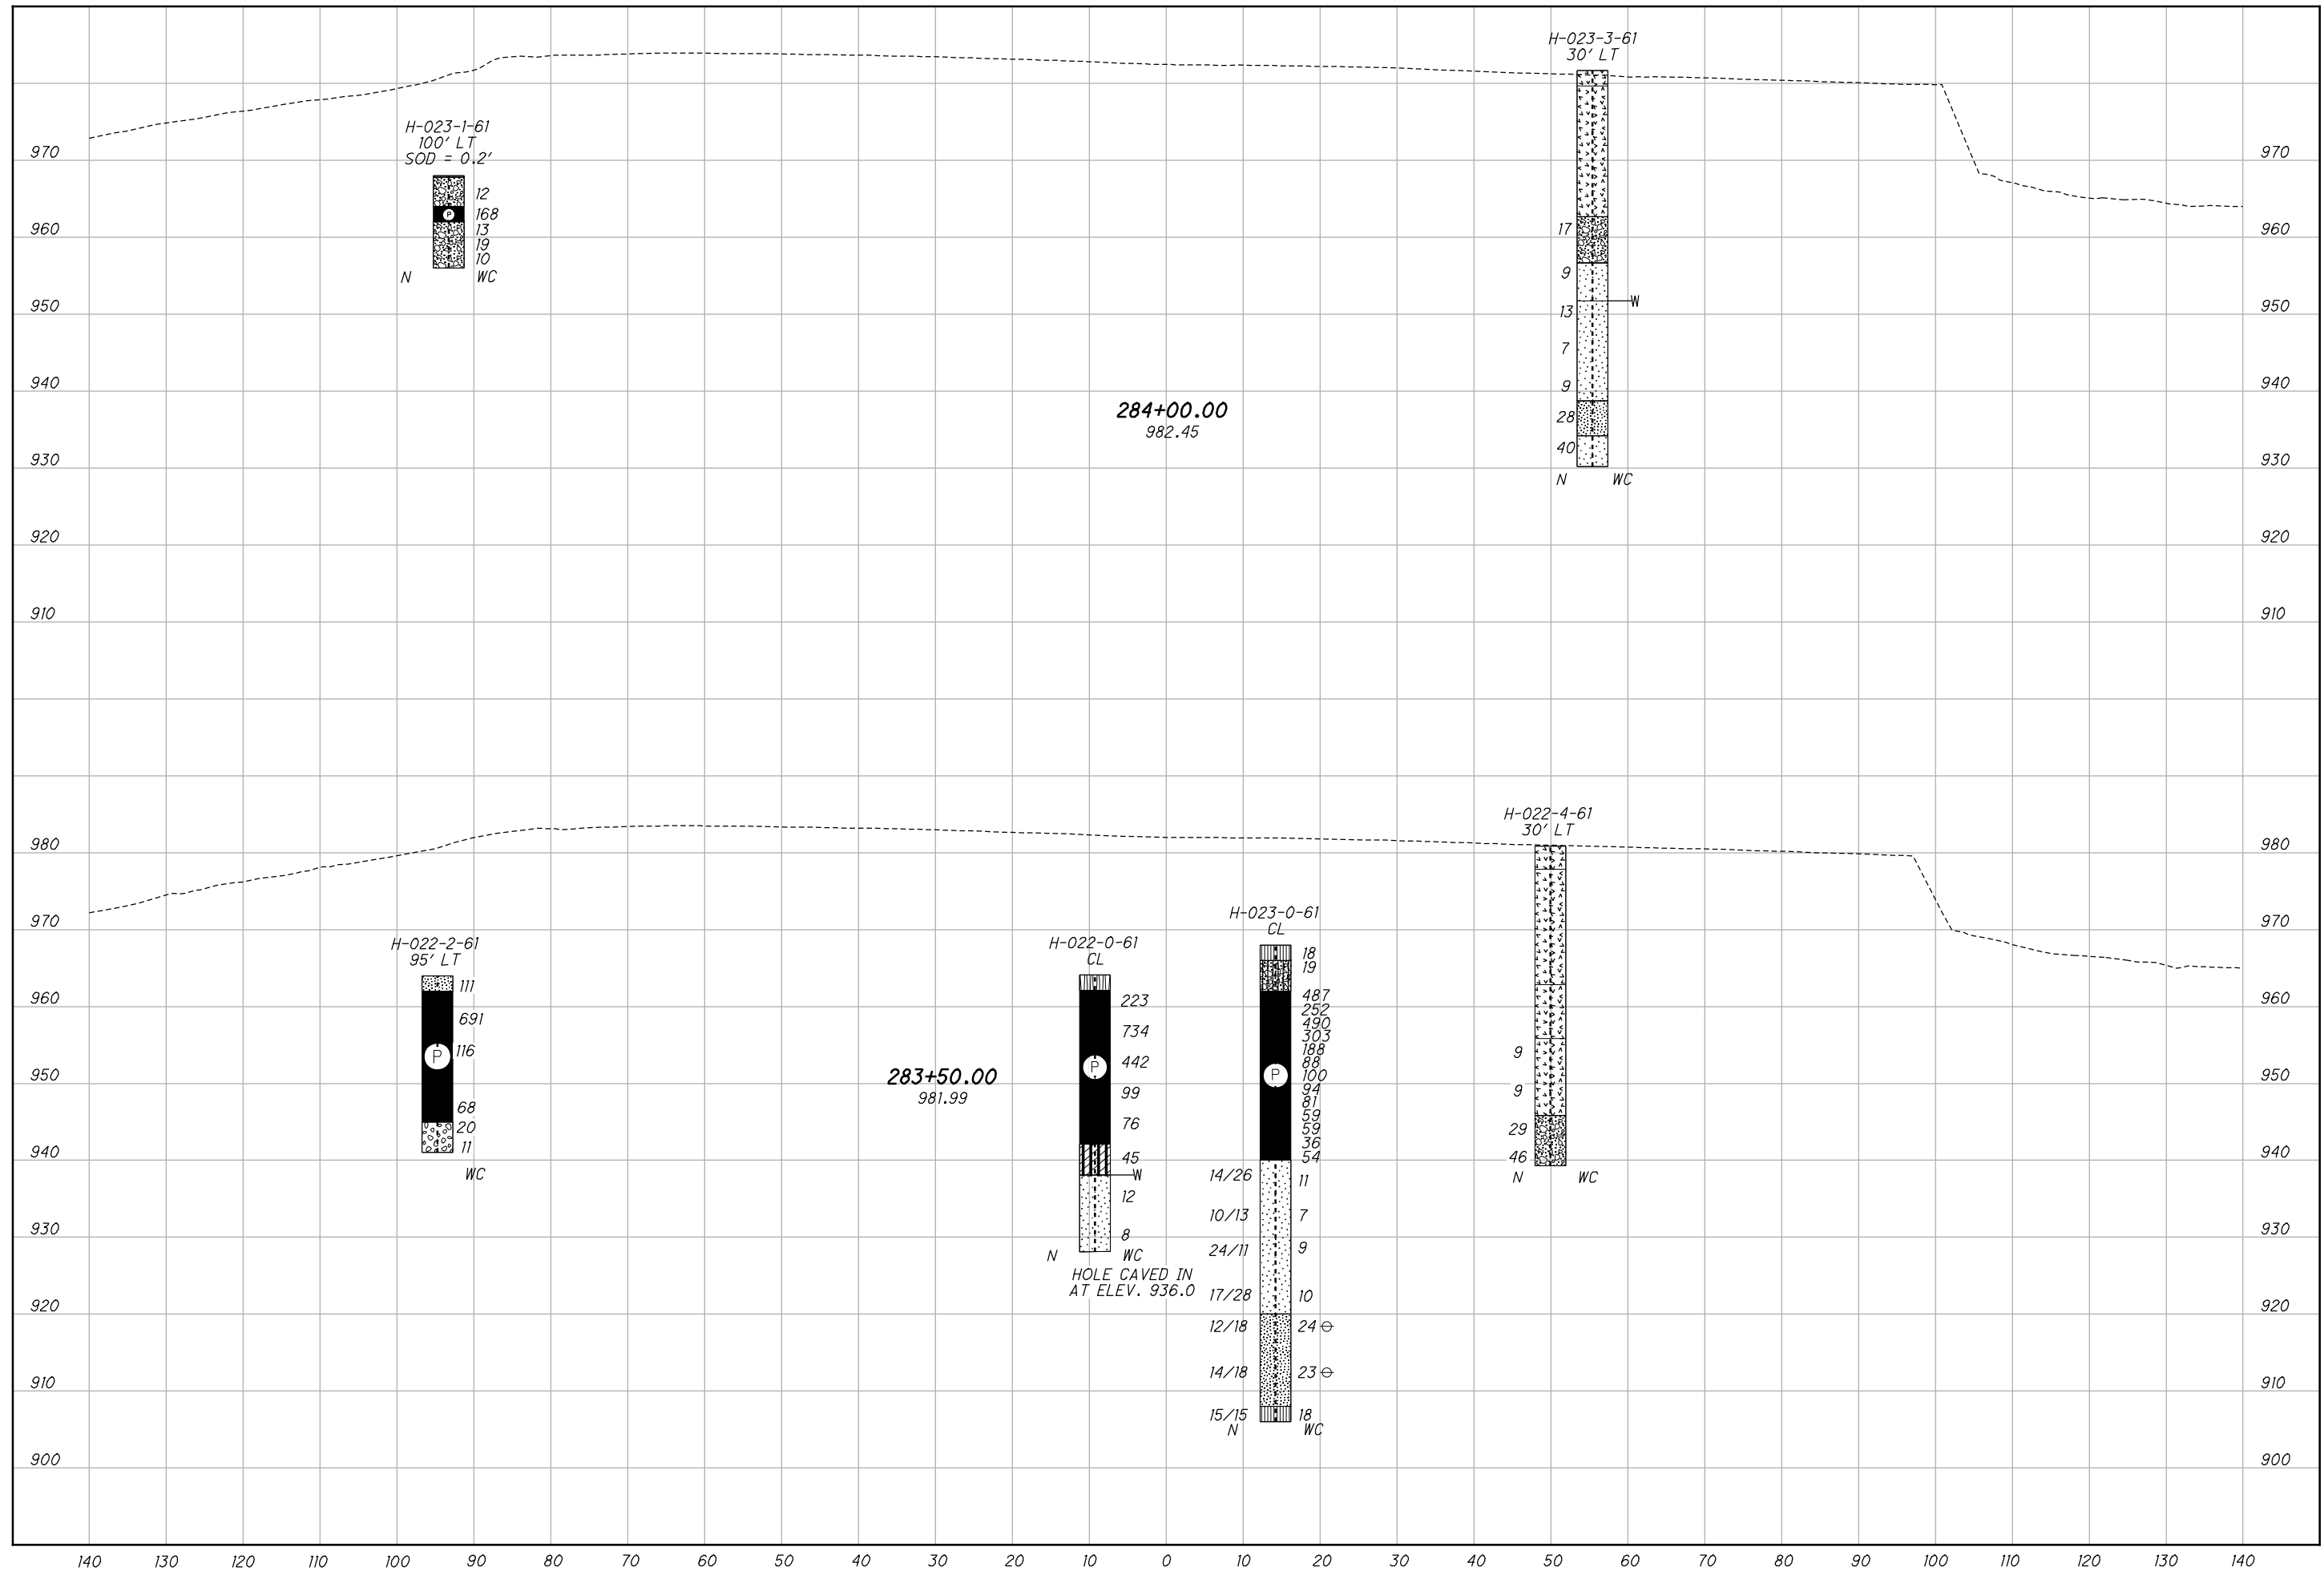 H-023-3-61
30' LT
H-023-1-61
100' LT
SOD = 0.2'
970
970
12
P
168
960
13
17
960
19
10
N
WC
9
950
W
950
13
7
940
9
940
284+00.00
982.45
28
40
930
930
N
WC
920
920
910
910
H-022-4-61
30' LT
980
980
H-023-0-61
CL
970
970
H-022-2-61
95' LT
H-022-0-61
CL
18
19
111
487
960
223
252
960
691
490
734
303
116
P
188
9
442
88
P
P
100
283+50.00
981.99
950
99
94
9
950
81
68
76
59
20
59
29
11
36
940
45
54
46
940
WC
W
14/26
11
N
WC
12
930
10/13
7
930
8
N
WC
24/11
9
HOLE CAVED IN
AT ELEV. 936.0
17/28
10
920
920
12/18
24
14/18
23
910
910
15/15
18
N
WC
900
900
140 130 120 110 100 90 80 70 60 50 40 30 20 10 0 10 20 30 40 50 60 70 80 90 100 110 120 130 140